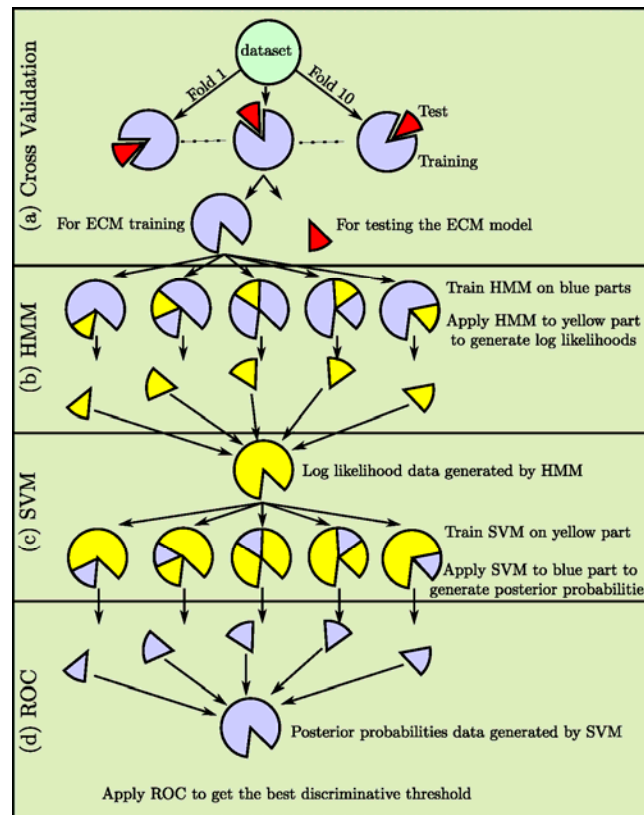 dataset
Fold 1
Fold 10
Test
Training
(a) Cross Validation
For ECM training
For testing the ECM model
(b) HMM
Train HMM on blue parts
Apply HMM to yellow part
to generate log likelihoods
(c) SVM
Log likelihood data generated by HMM
Train SVM on yellow part
Apply SVM to blue part to
generate posterior probabilities
(d) ROC
Posterior probabilities data generated by SVM
Apply ROC to get the best discriminative threshold